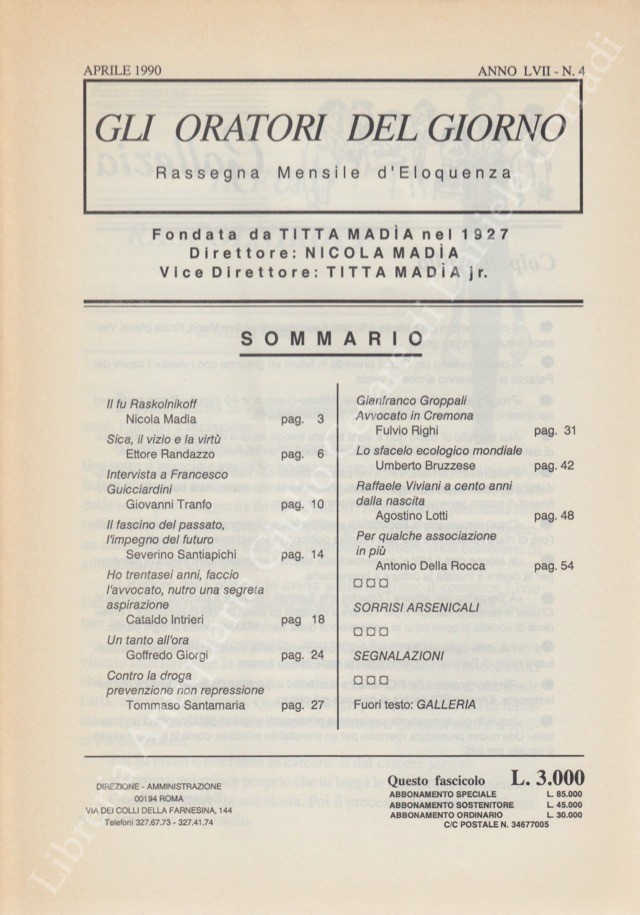 APRILE 1990
ANNO LVII - N. 4
GLI ORATORI DEL GIORNO
Rassegna Mensile d'Eloquenza
Fondata da TITTA MADÌA nel 1927
Direttore: NICOLA MADÌA
Vice Direttore: TITTA MADÌA jr.
SOMMARIO
Il fu Raskolnikoff
Nicola Madìa pag. 3
Sica, il vizio e la virtù
Ettore Randazzo pag. 6
Intervista a Francesco
Guicciardini
Giovanni Tranfo pag. 10
Il fascino del passato,
l'impegno del futuro
Severino Santiapichi pag. 14
Ho trentasei anni, faccio
l'avvocato, nutro una segreta
aspirazione
Cataldo Intrieri pag 18
Un tanto all'ora
Goffredo Giorgi pag. 24
Contro la droga
prevenzione non repressione
Tommaso Santamaria pag. 27
Gianfranco Groppali
Avvocato in Cremona
Fulvio Righi pag. 31
Lo sfacelo ecologico mondiale
Umberto Bruzzese pag. 42
Raffaele Viviani a cento anni
dalla nascita
Agostino Lotti pag. 48
Per qualche associazione
in più
Antonio Della Rocca pag. 54
SORRISI ARSENICALI
SEGNALAZIONI
Fuori testo: GALLERIA
DIREZIONE - AMMINISTRAZIONE
00194 ROMA
VIA DEI COLLI DELLA FARNESINA, 144
Telefoni 327.67.73 - 327.41.74
Questo fascicolo L. 3.000
ABBONAMENTO SPECIALE L. 85.000
ABBONAMENTO SOSTENITORE L. 45.000
ABBONAMENTO ORDINARIO L. 30.000
C/C POSTALE N. 34677005